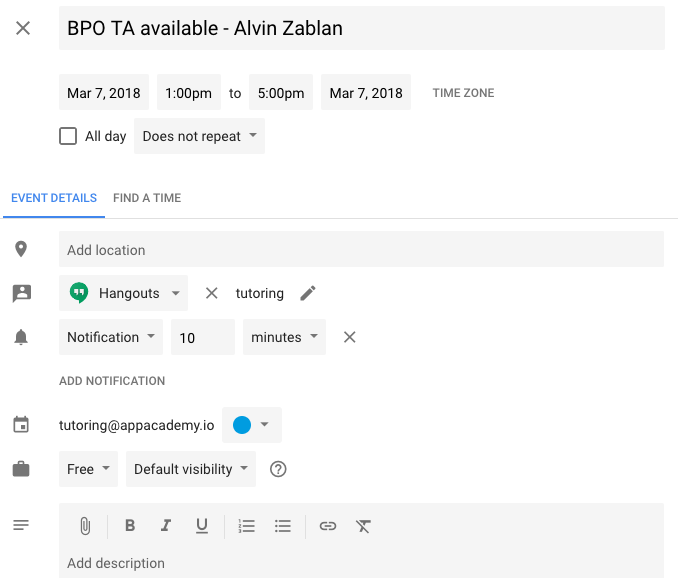 BPO TA available - Alvin Zablan
Mar 7, 2018 1:00pm to 5:00pm Mar 7, 2018 TIME ZONE
All day Does not repeat
EVENT DETAILS FIND A TIME
Add location
Hangouts tutoring
Notification 10 minutes
ADD NOTIFICATION
tutoring@appacademy.io
Free Default visibility
B I U
Add description